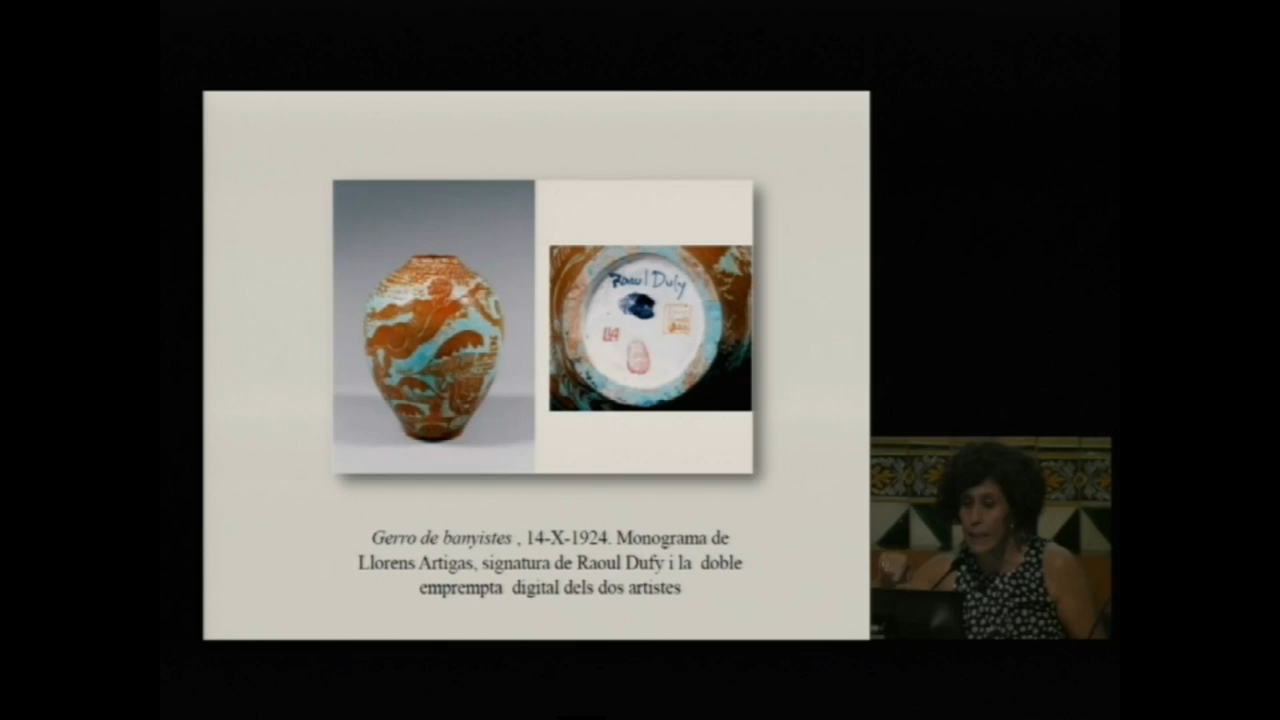 Raoul Dufy
LlA
Gerro de banyistes , 14-X-1924. Monograma de
Llorens Artigas, signatura de Raoul Dufy i la doble
emprempta digital dels dos artistes